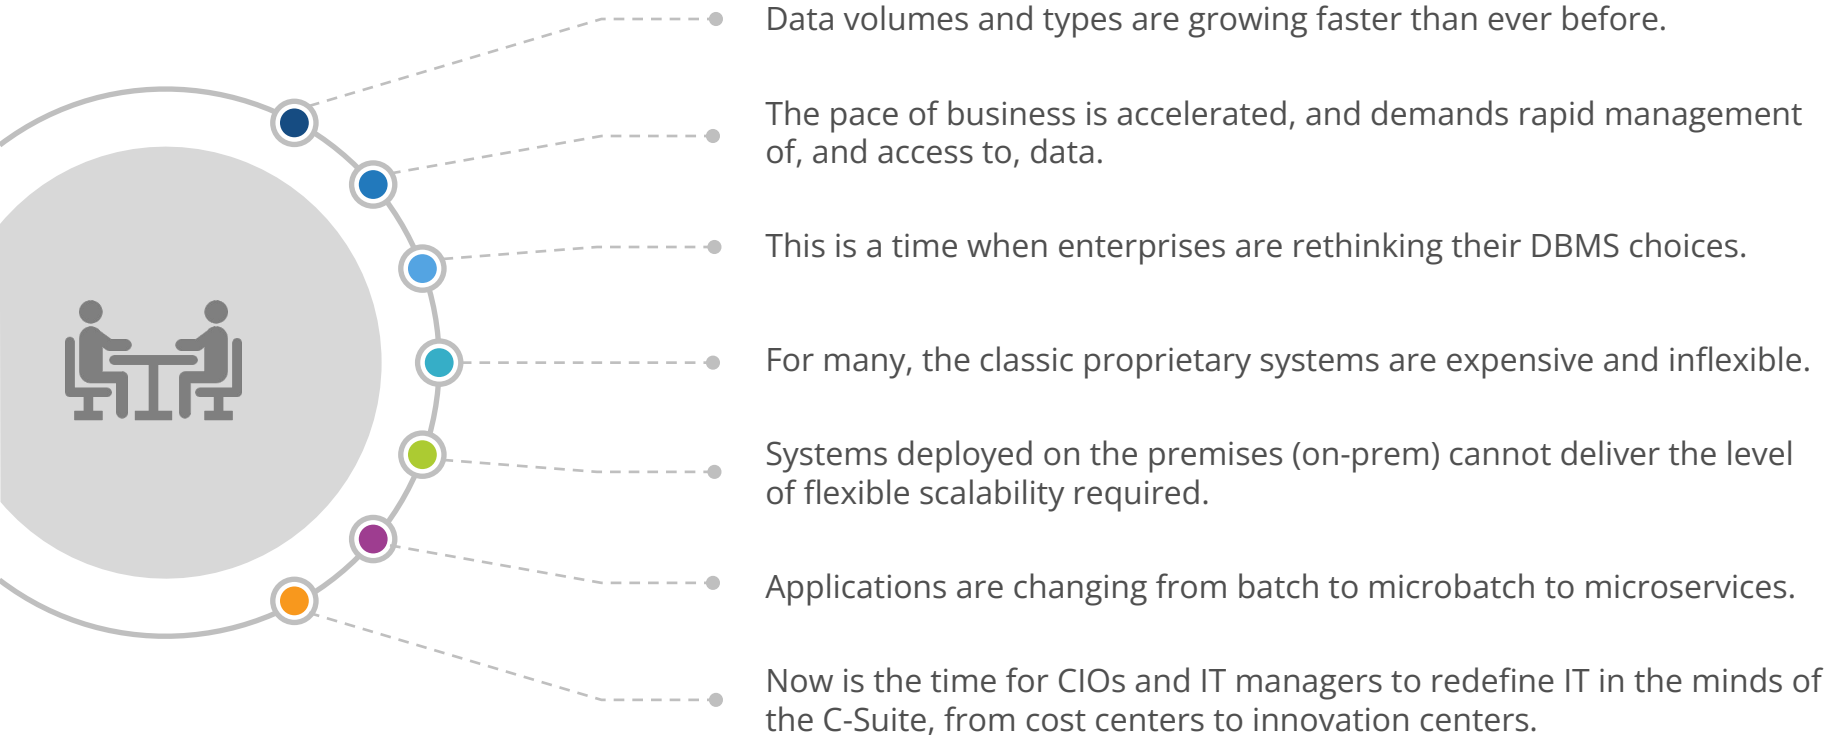 Data volumes and types are growing faster than ever before.
The pace of business is accelerated, and demands rapid management
of, and access to, data.
This is a time when enterprises are rethinking their DBMS choices.
For many, the classic proprietary systems are expensive and inflexible.
Systems deployed on the premises (on-prem) cannot deliver the level
of flexible scalability required.
Applications are changing from batch to microbatch to microservices.
Now is the time for CIOs and IT managers to redefine IT in the minds of
the C-Suite, from cost centers to innovation centers.